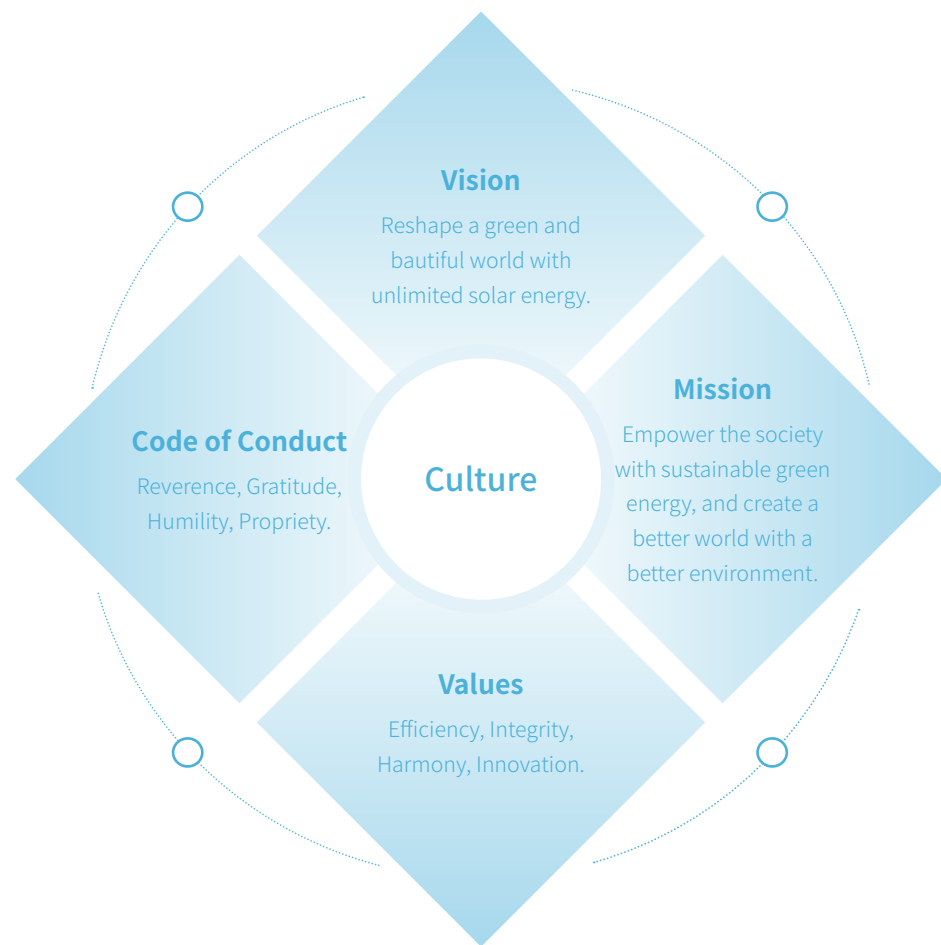 Vision
Reshape a green and
bautiful world with
unlimited solar energy.
Mission
Empower the society
with sustainable green
energy, and create a
better world with a
better environment.
Code of Conduct
Reverence, Gratitude,
Humility, Propriety.
Culture
Values
Efficiency, Integrity,
Harmony, Innovation.